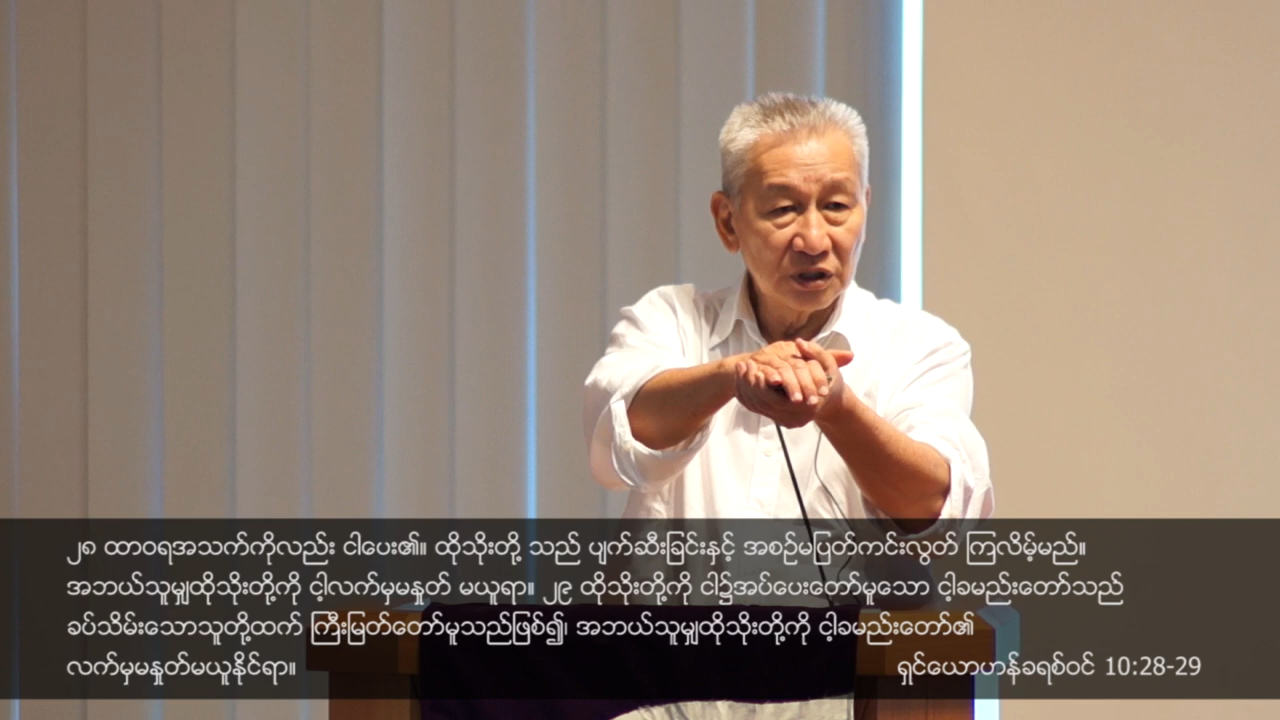 ၂၈ ထာဝရအသက်ကိုလည်း ငါပေး၏။ ထိုသိုးတို့ သည် ပျက်ဆီးခြင်းနှင့် အစဉ်မပြတ်ကင်းလွတ် ကြလိမ့်မည်။
အဘယ်သူမျှထိုသိုးတို့ကို ငါ့လက်မှမနှုတ် မယူရာ။ ၂၉ ထိုသိုးတို့ကို ငါ၌အပ်ပေးတော်မူသော ငါ့ခမည်းတော်သည်
ခပ်သိမ်းသောသူတို့ထက် ကြီးမြတ်တော်မူသည်ဖြစ်၍၊ အဘယ်သူမျှထိုသိုးတို့ကို ငါ့ခမည်းတော်၏
လက်မှမနှုတ်မယူနိုင်ရာ။ ရှင်ယောဟန်ခရစ်ဝင် 10:28-29